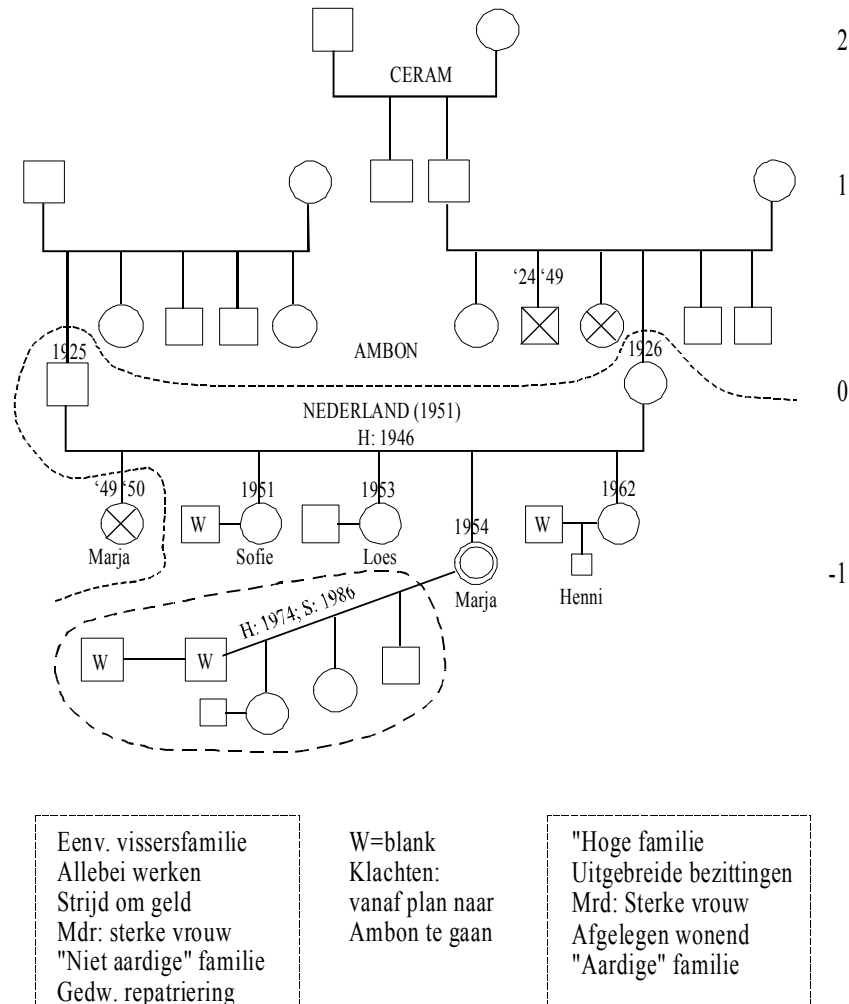 2
CERAM
1
‘24 ‘49
AMBON
1925
1926
0
NEDERLAND (1951)
H: 1946
‘49 ‘50
1951
1953
1954
1962
W
W
Marja
Sofie
Loes
Marja
Henni
-1
H: 1974; S: 1986
W
W
Eenv. vissersfamilie
Allebei werken
Strijd om geld
Mdr: sterke vrouw
"Niet aardige" familie
Gedw. repatriering
W=blank
Klachten:
vanaf plan naar
Ambon te gaan
"Hoge familie
Uitgebreide bezittingen
Mrd: Sterke vrouw
Afgelegen wonend
"Aardige" familie